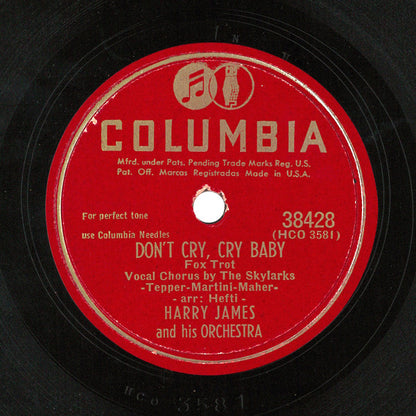 COLUMBIA
Mfrd. under Pats. Pending Trade Marks Reg. U.S.
Pat. Off. Marcas Registradas Made in U.S.A.
For perfect tone
use Columbia Needles
38428
(HCO 3581)
DON'T CRY, CRY BABY
Fox Trot
Vocal Chorus by The Skylarks
-Tepper-Martini-Maher-
- arr: Hefti -
HARRY JAMES
and his ORCHESTRA
HCO 3581